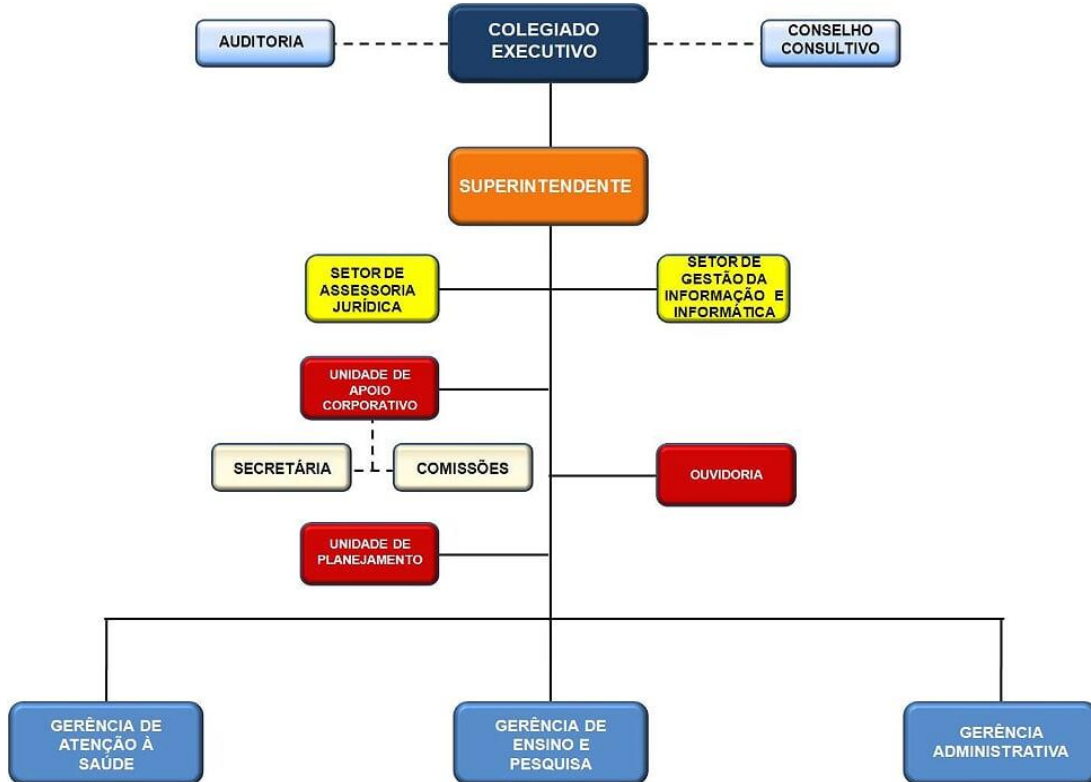 AUDITORIA
COLEGIADO
EXECUTIVO
CONSELHO
CONSULTIVO
SUPERINTENDENTE
SETOR DE
ASSESSORIA
JURÍDICA
SETOR DE
GESTÃO DA
INFORMAÇÃO E
INFORMÁTICA
UNIDADE DE
APOIO
CORPORATIVO
SECRETÁRIA
COMISSÕES
OUVIDORIA
UNIDADE DE
PLANEJAMENTO
GERÊNCIA DE
ATENÇÃO À
SAÚDE
GERÊNCIA DE
ENSINO E
PESQUISA
GERÊNCIA
ADMINISTRATIVA